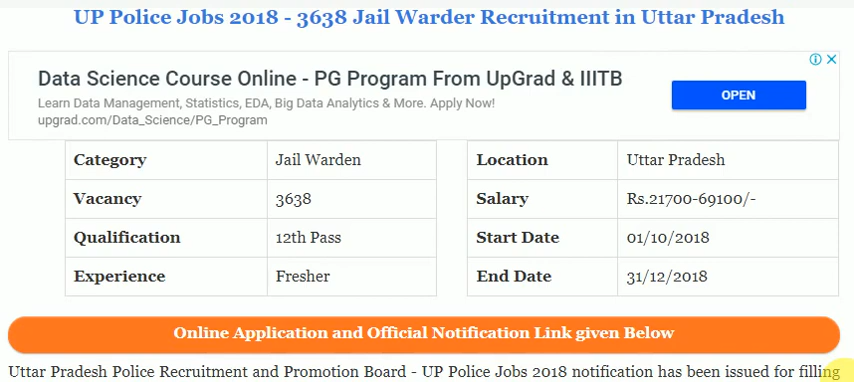 UP Police Jobs 2018 - 3638 Jail Warder Recruitment in Uttar Pradesh
Data Science Course Online - PG Program From UpGrad & IIITB
Learn Data Management, Statistics, EDA, Big Data Analytics & More. Apply Now!
upgrad.com/Data_Science/PG_Program
OPEN
Category Jail Warden
Vacancy 3638
Qualification 12th Pass
Experience Fresher
Location Uttar Pradesh
Salary Rs.21700-69100/-
Start Date 01/10/2018
End Date 31/12/2018
Online Application and Official Notification Link given Below
Uttar Pradesh Police Recruitment and Promotion Board - UP Police Jobs 2018 notification has been issued for filling